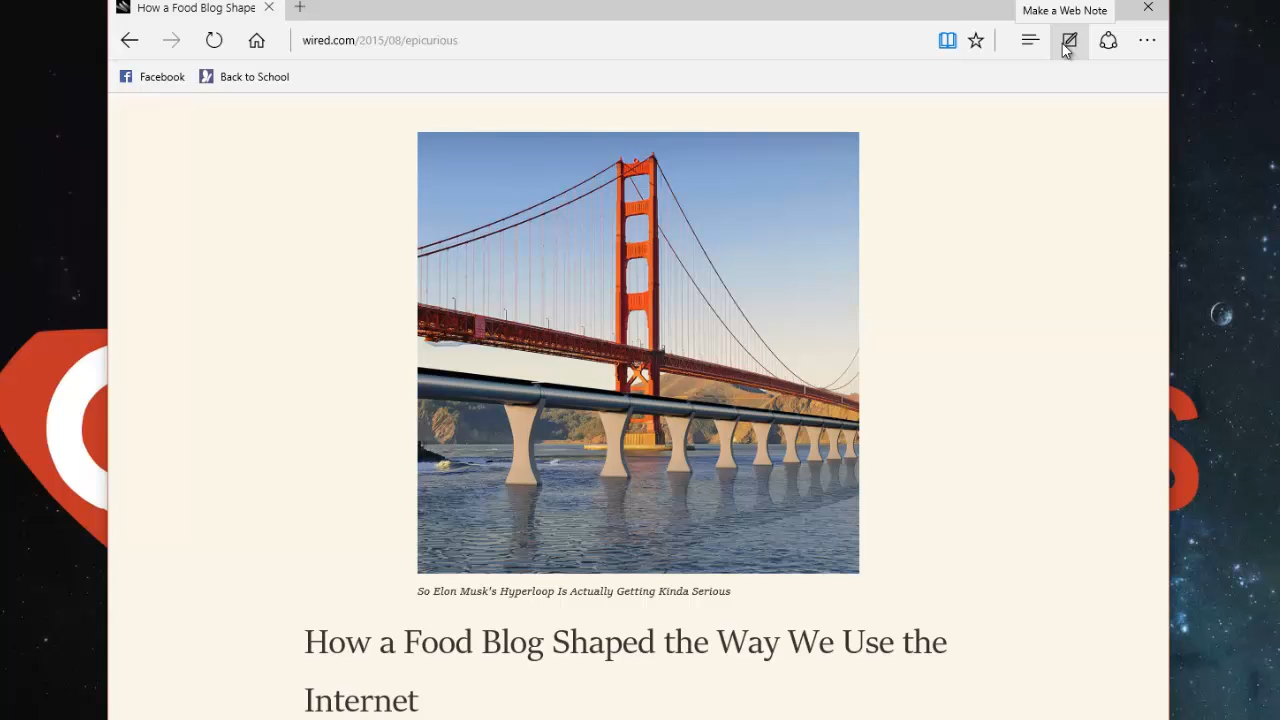 How a Food Blog Shape
Make a Web Note
wired.com/2015/08/epicurious
Facebook
Back to School
So Elon Musk's Hyperloop Is Actually Getting Kinda Serious
How a Food Blog Shaped the Way We Use the
Internet